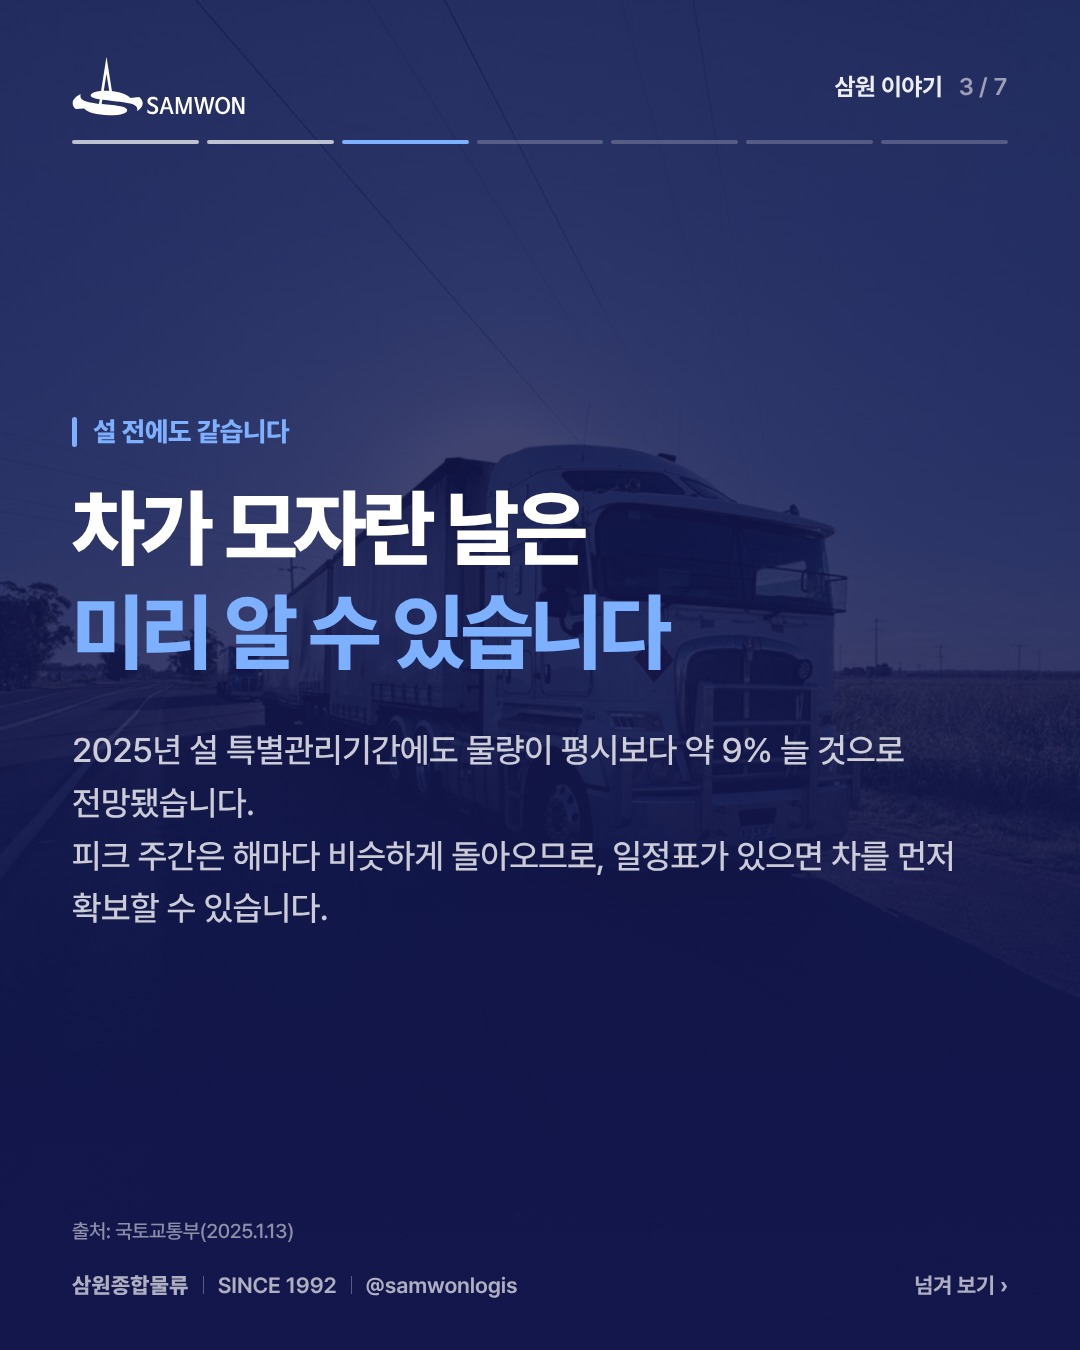 SAMWON
삼원 이야기 3 / 7
설 전에도 같습니다
차가 모자란 날은
미리 알 수 있습니다
2025년 설 특별관리기간에도 물량이 평시보다 약 9% 늘 것으로
전망됐습니다.
피크 주간은 해마다 비슷하게 돌아오므로, 일정표가 있으면 차를 먼저
확보할 수 있습니다.
출처: 국토교통부(2025.1.13)
삼원종합물류 | SINCE 1992 | @samwonlogis
넘겨 보기 ›